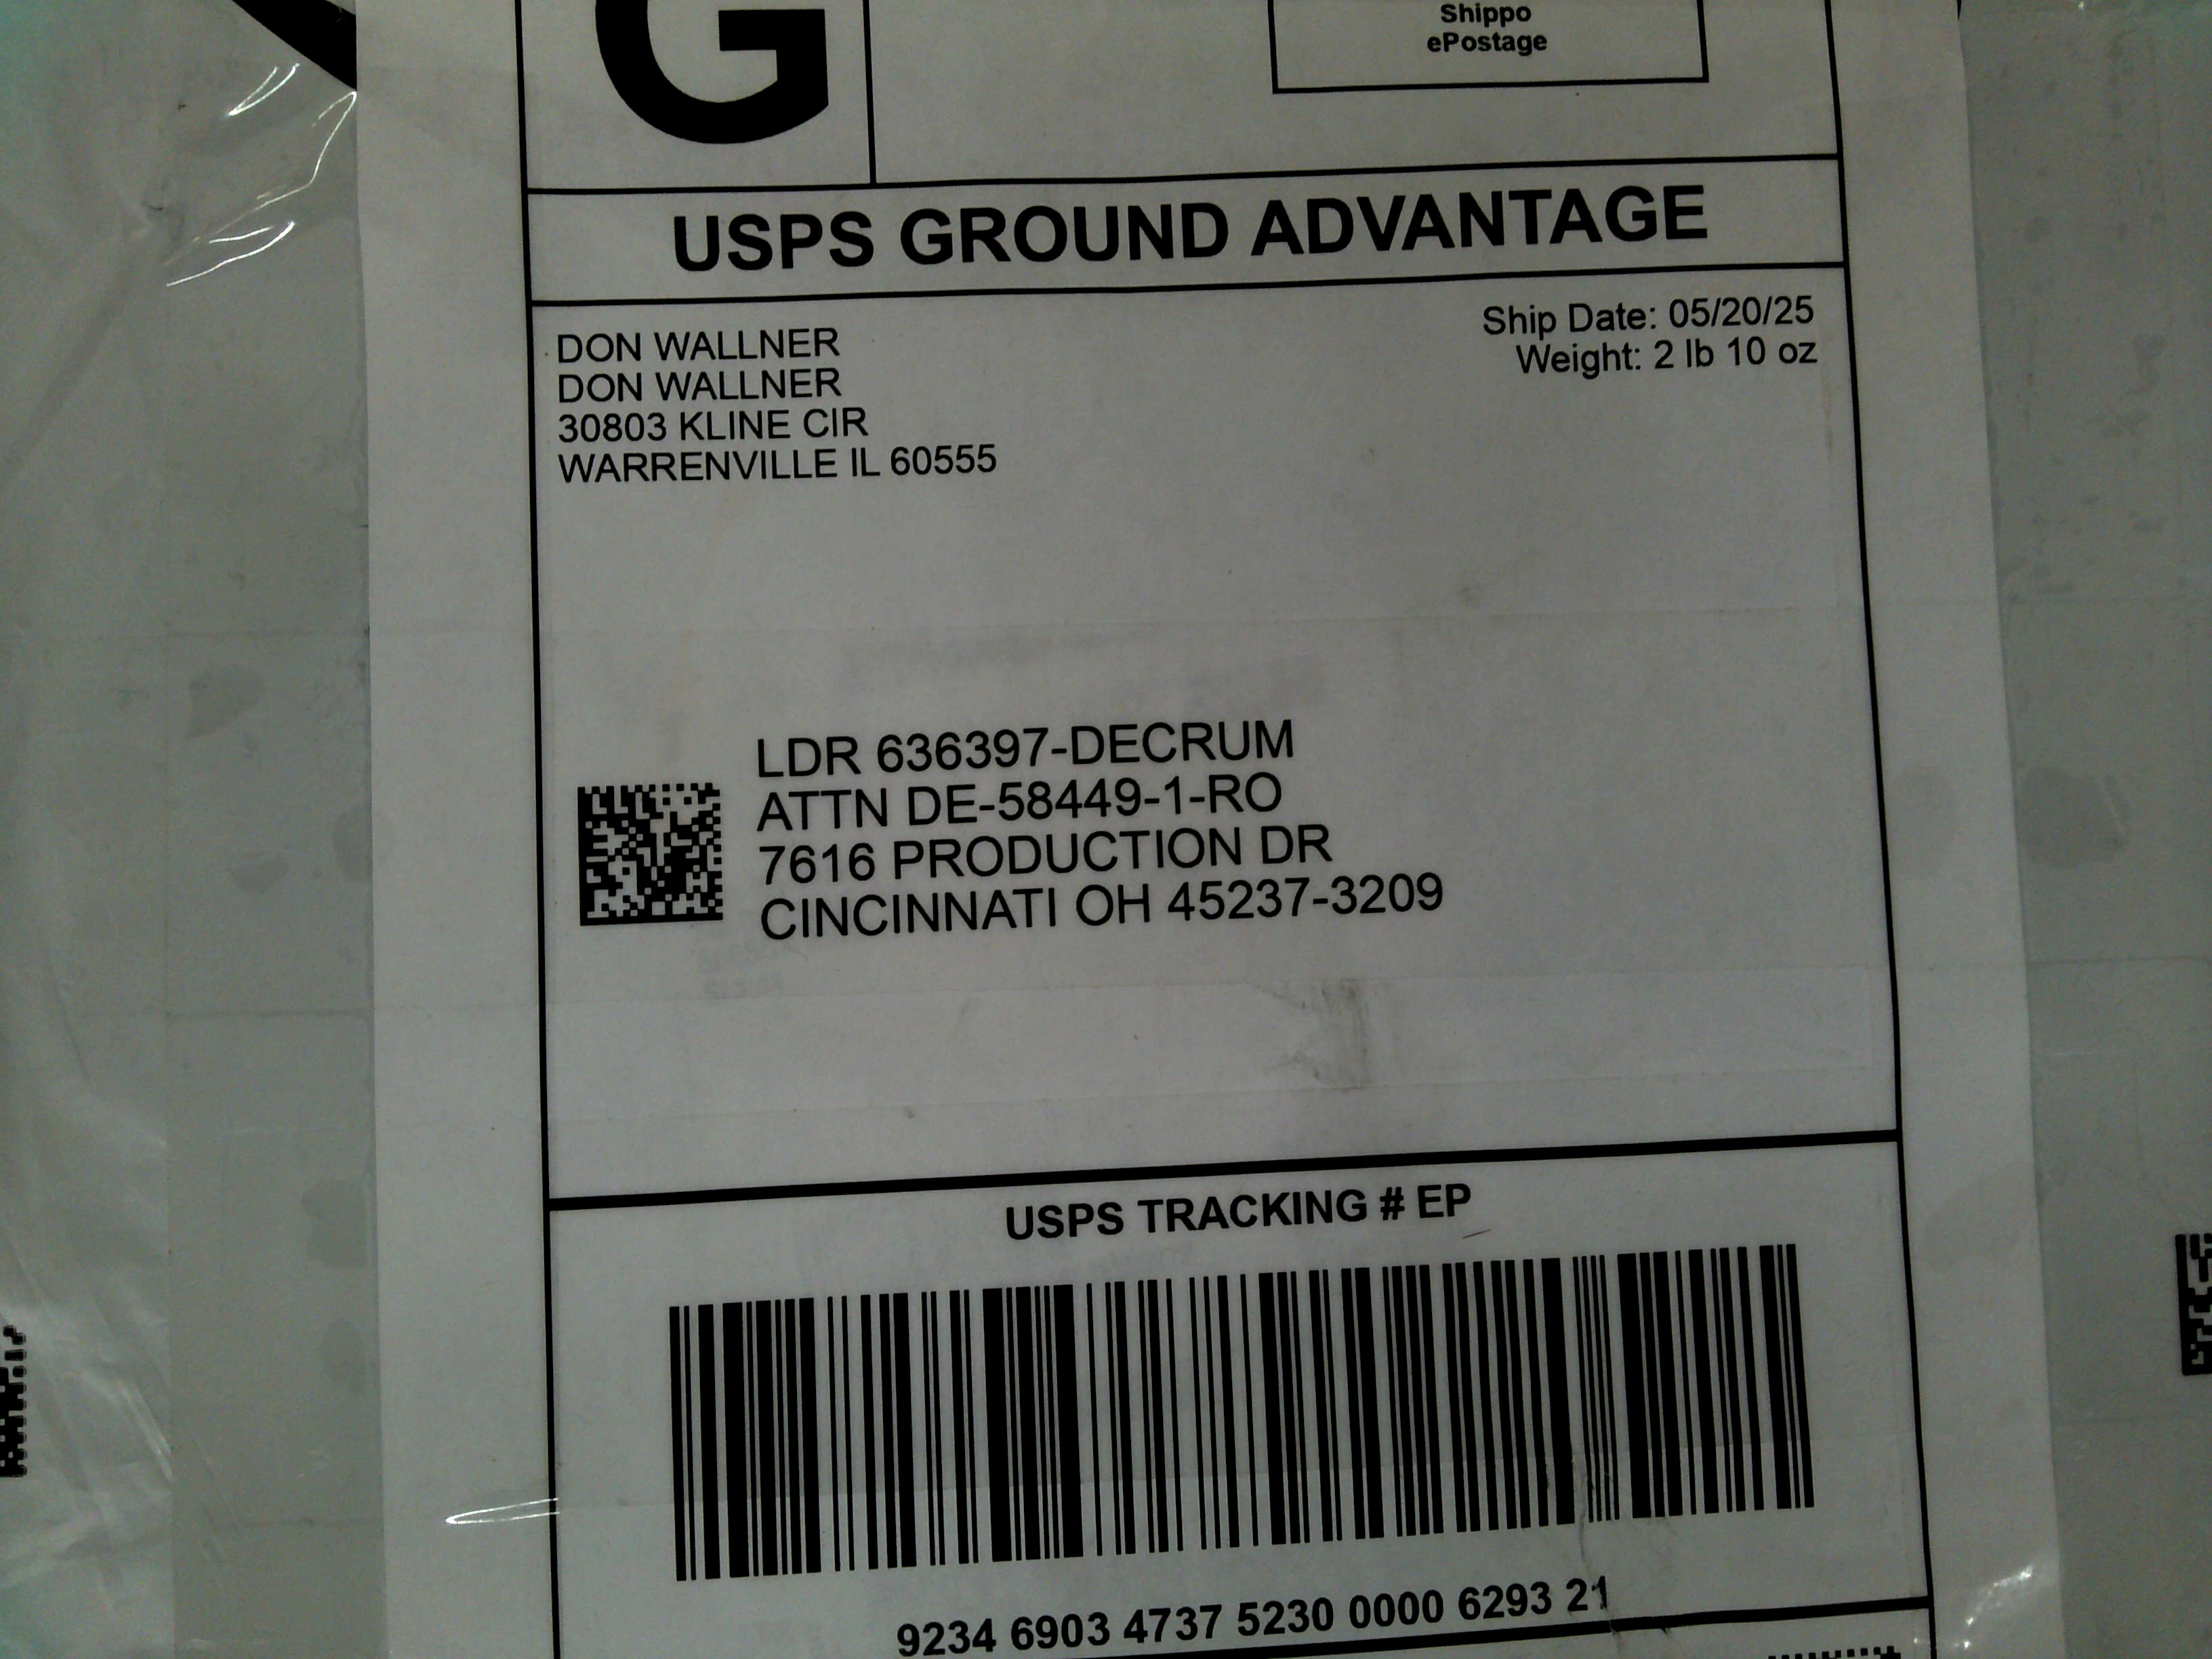 Shippo
ePostage
G
USPS GROUND ADVANTAGE
Ship Date: 05/20/25
Weight: 2 lb 10 oz
DON WALLNER
DON WALLNER
30803 KLINE CIR
WARRENVILLE IL 60555
LDR 636397-DECRUM
ATTN DE-58449-1-RO
7616 PRODUCTION DR
CINCINNATI OH 45237-3209
USPS TRACKING # EP
9234 6903 4737 5230 0000 6293 21